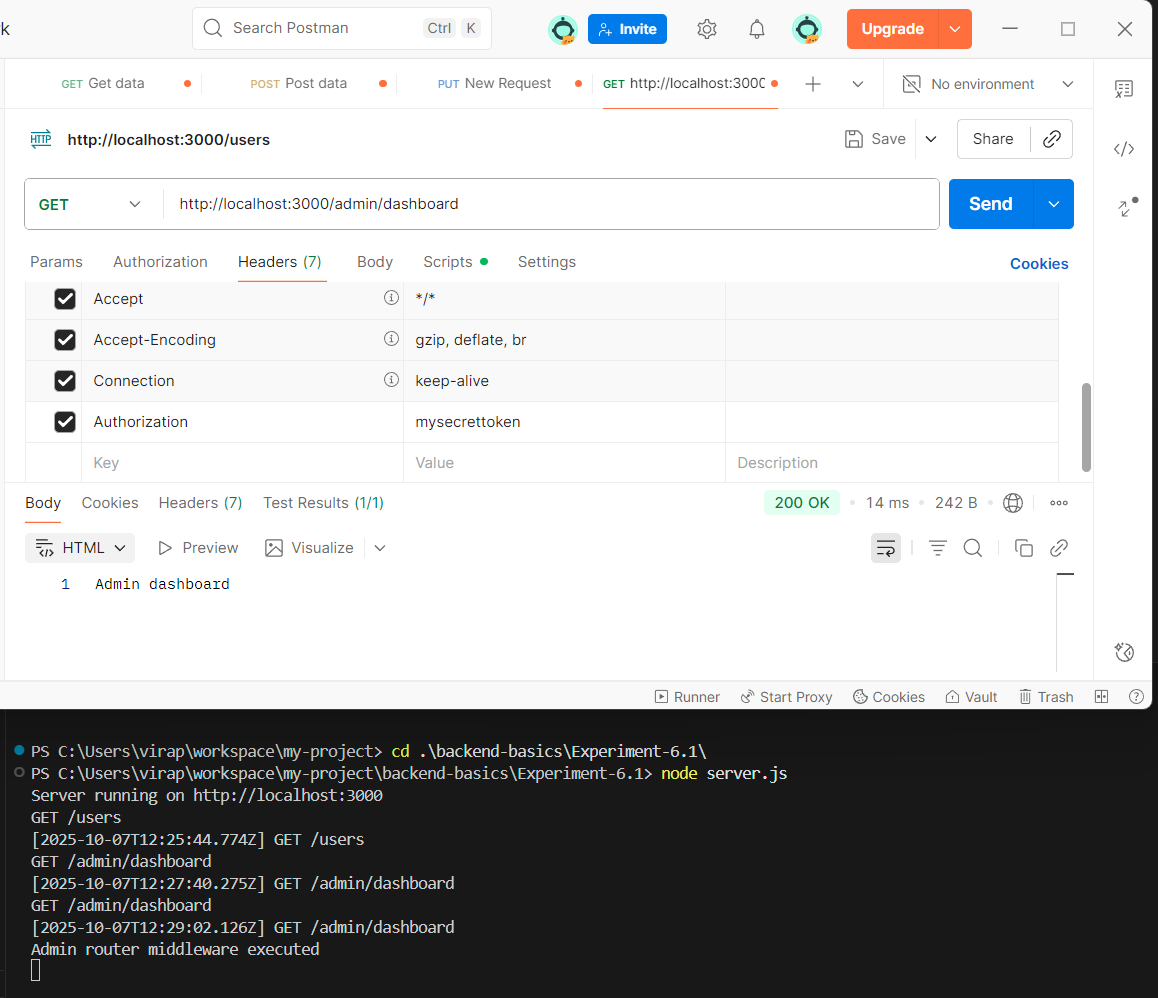 k
Search Postman Ctrl K Invite Upgrade
GET Get data POST Post data PUT New Request GET http://localhost:3000 No environment
HTTP http://localhost:3000/users Save Share
GET http://localhost:3000/admin/dashboard Send
Params Authorization Headers (7) Body Scripts Settings Cookies
Accept */*
Accept-Encoding gzip, deflate, br
Connection keep-alive
Authorization mysecrettoken
Key Value Description
Body Cookies Headers (7) Test Results (1/1) 200 OK 14 ms 242 B
HTML Preview Visualize
1 Admin dashboard
Runner Start Proxy Cookies Vault Trash
PS C:\Users\virap\workspace\my-project> cd .\backend-basics\Experiment-6.1\
PS C:\Users\virap\workspace\my-project\backend-basics\Experiment-6.1> node server.js
Server running on http://localhost:3000
GET /users
[2025-10-07T12:25:44.774Z] GET /users
GET /admin/dashboard
[2025-10-07T12:27:40.275Z] GET /admin/dashboard
GET /admin/dashboard
[2025-10-07T12:29:02.126Z] GET /admin/dashboard
Admin router middleware executed